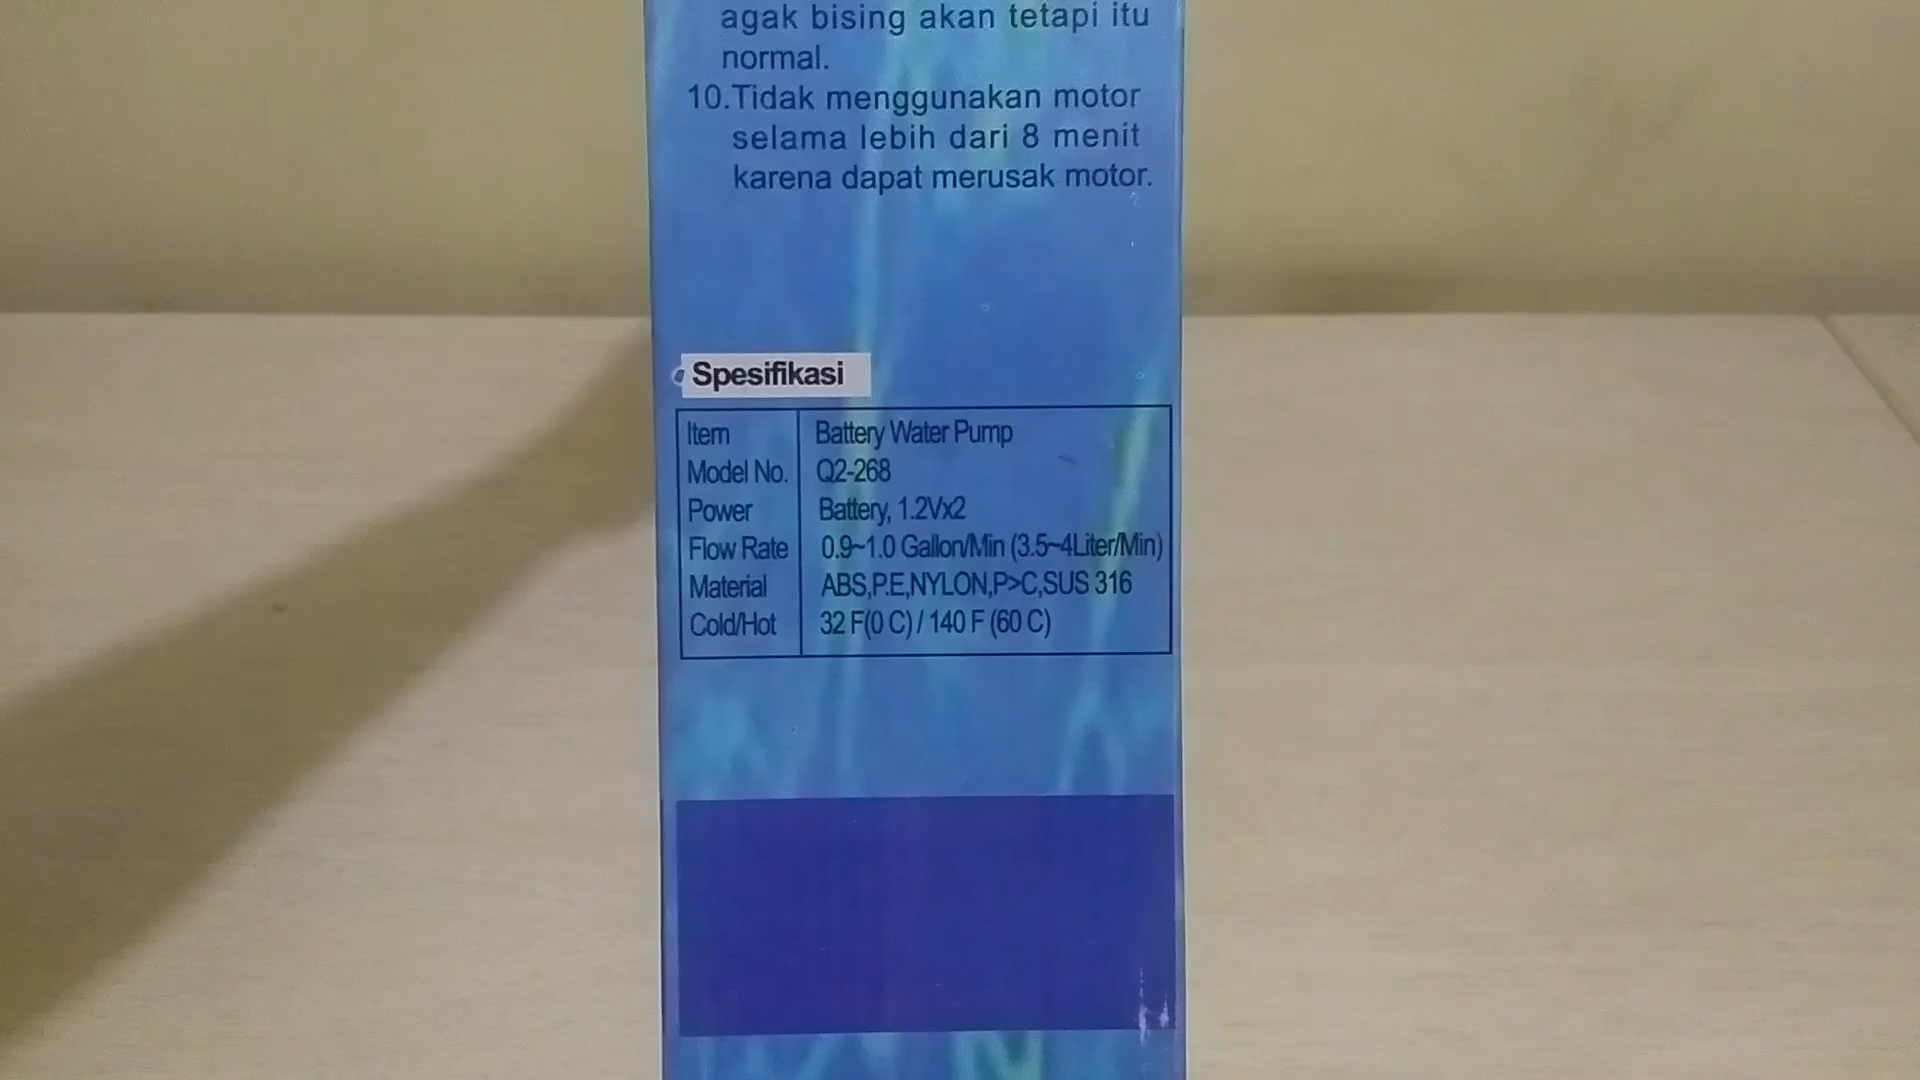 agak bising akan tetapi itu
normal.
10.Tidak menggunakan motor
selama lebih dari 8 menit
karena dapat merusak motor.
Spesifikasi
Item Battery Water Pump
Model No. Q2-268
Power Battery, 1.2Vx2
Flow Rate 0.9~1.0 Gallon/Min (3.5~4Liter/Min)
Material ABS,P.E,NYLON,P>C,SUS 316
Cold/Hot 32 F(0 C) / 140 F (60 C)